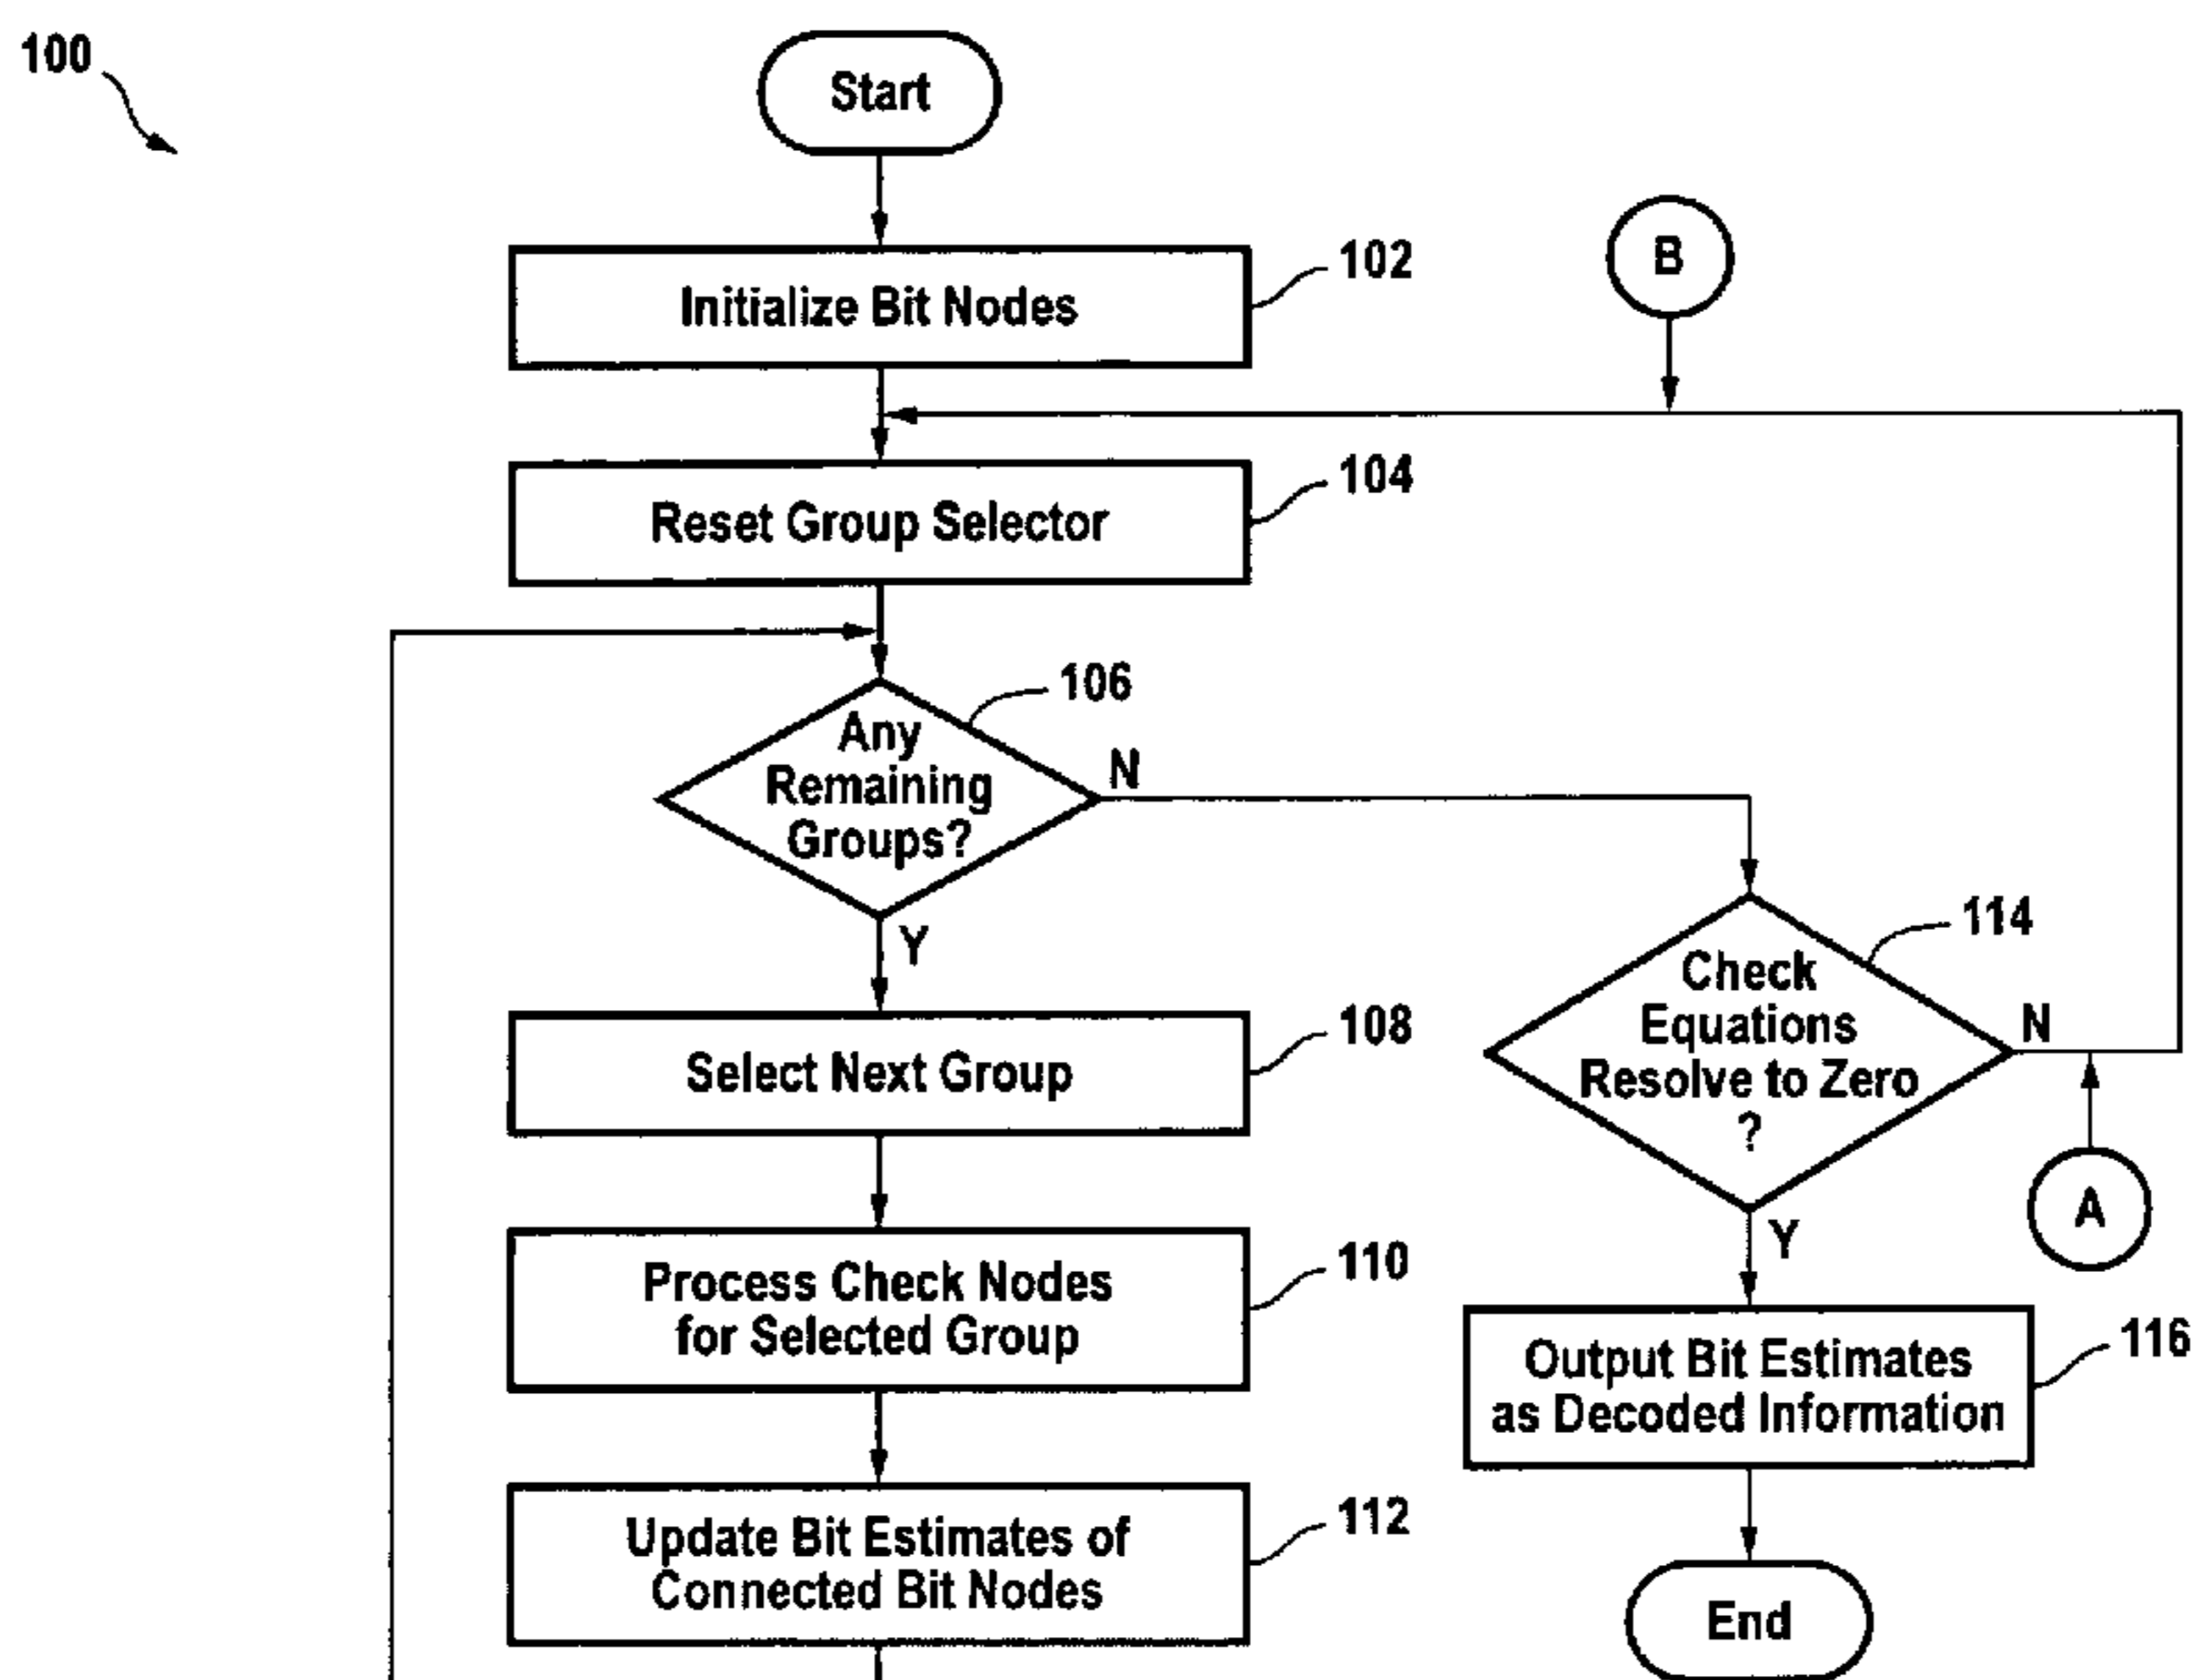 100
Start
102
B
Initialize Bit Nodes
104
Reset Group Selector
106
Any
Remaining
Groups?
N
Y
114
Check
Equations
Resolve to Zero
?
N
108
Select Next Group
A
Y
110
Process Check Nodes
for Selected Group
116
Output Bit Estimates
as Decoded Information
112
Update Bit Estimates of
Connected Bit Nodes
End